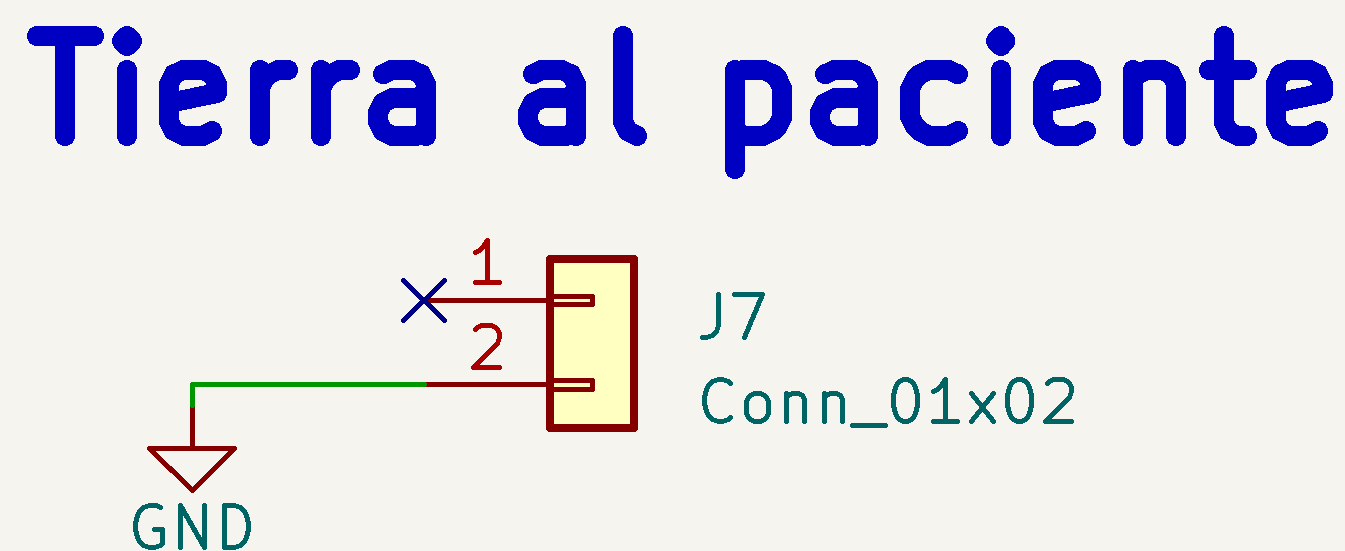 Tierra al paciente
1
2
J7
Conn_01x02
GND